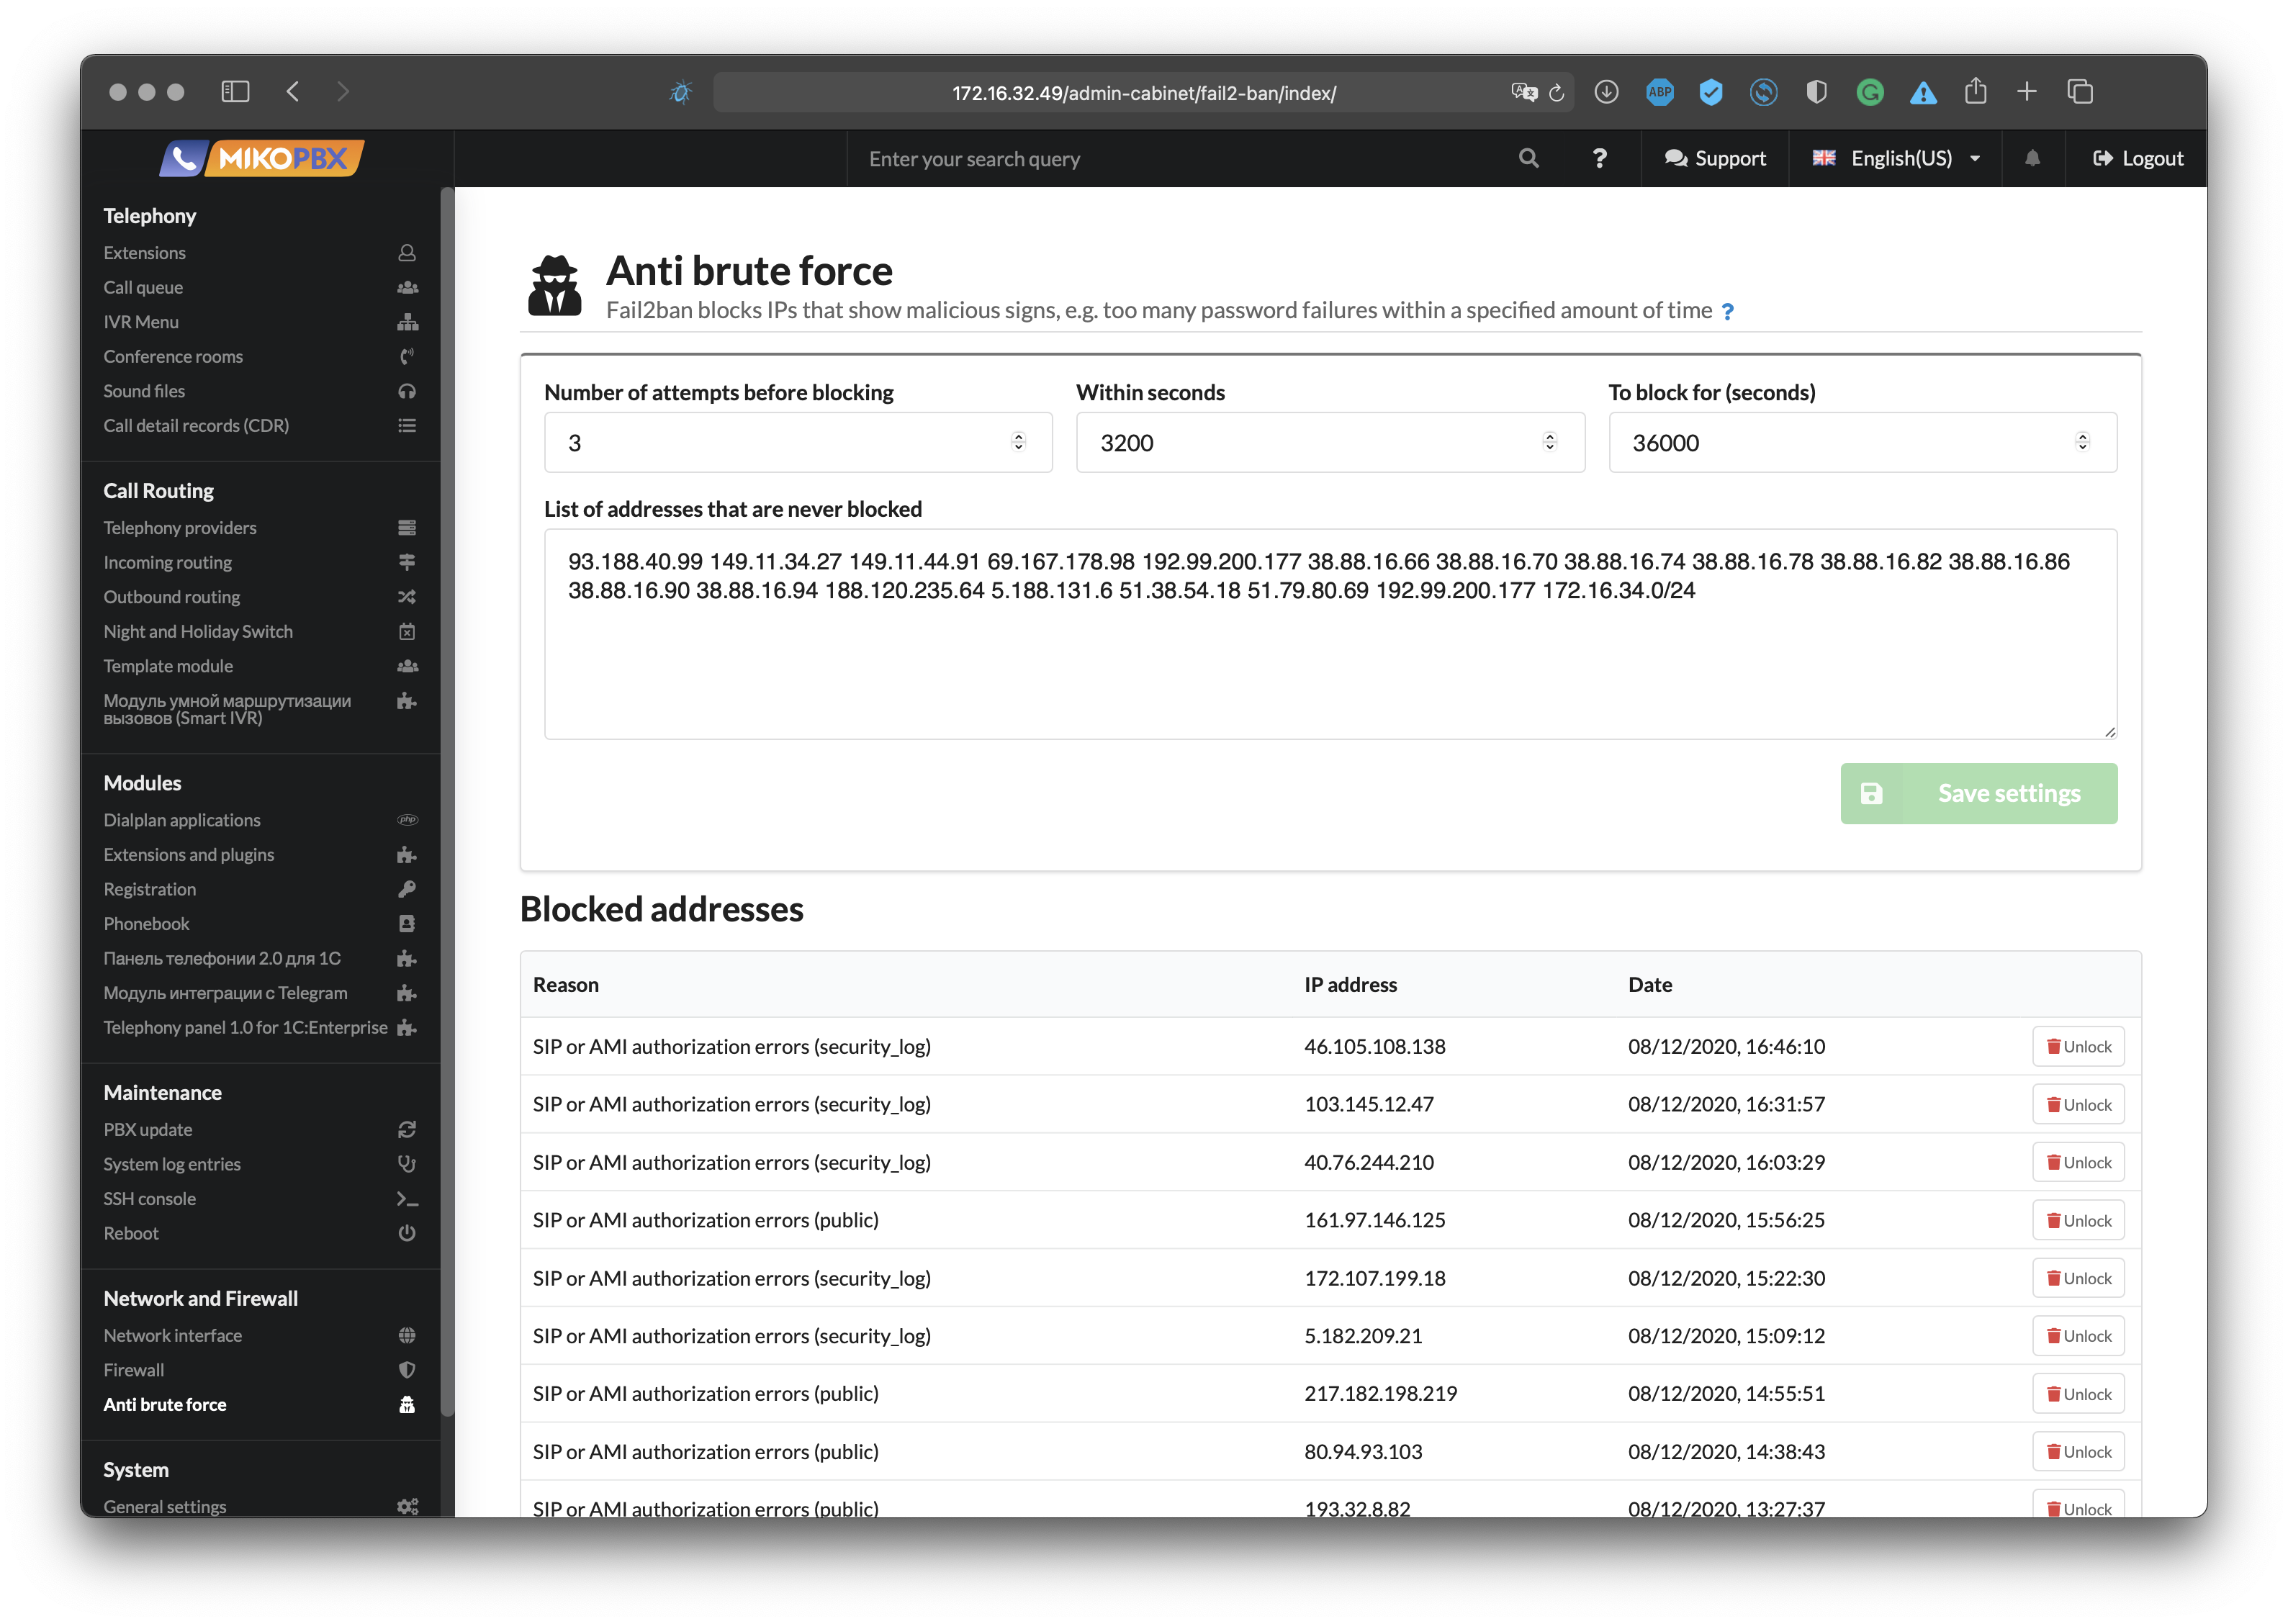 172.16.32.49/admin-cabinet/fail2-ban/index/
ABP
MIKOPBX
Enter your search query
?
Support
English(US)
Logout
Telephony
Extensions
Call queue
IVR Menu
Conference rooms
Sound files
Call detail records (CDR)
Call Routing
Telephony providers
Incoming routing
Outbound routing
Night and Holiday Switch
Template module
Модуль умной маршрутизации
вызовов (Smart IVR)
Modules
Dialplan applications
php
Extensions and plugins
Registration
Phonebook
Панель телефонии 2.0 для 1С
Модуль интеграции с Telegram
Telephony panel 1.0 for 1C:Enterprise
Maintenance
PBX update
System log entries
SSH console
Reboot
Network and Firewall
Network interface
Firewall
Anti brute force
System
General settings
Anti brute force
Fail2ban blocks IPs that show malicious signs, e.g. too many password failures within a specified amount of time ?
Number of attempts before blocking
3
Within seconds
3200
To block for (seconds)
36000
List of addresses that are never blocked
93.188.40.99 149.11.34.27 149.11.44.91 69.167.178.98 192.99.200.177 38.88.16.66 38.88.16.70 38.88.16.74 38.88.16.78 38.88.16.82 38.88.16.86
38.88.16.90 38.88.16.94 188.120.235.64 5.188.131.6 51.38.54.18 51.79.80.69 192.99.200.177 172.16.34.0/24
Save settings
Blocked addresses
Reason IP address Date
SIP or AMI authorization errors (security_log) 46.105.108.138 08/12/2020, 16:46:10 Unlock
SIP or AMI authorization errors (security_log) 103.145.12.47 08/12/2020, 16:31:57 Unlock
SIP or AMI authorization errors (security_log) 40.76.244.210 08/12/2020, 16:03:29 Unlock
SIP or AMI authorization errors (public) 161.97.146.125 08/12/2020, 15:56:25 Unlock
SIP or AMI authorization errors (security_log) 172.107.199.18 08/12/2020, 15:22:30 Unlock
SIP or AMI authorization errors (security_log) 5.182.209.21 08/12/2020, 15:09:12 Unlock
SIP or AMI authorization errors (public) 217.182.198.219 08/12/2020, 14:55:51 Unlock
SIP or AMI authorization errors (public) 80.94.93.103 08/12/2020, 14:38:43 Unlock
SIP or AMI authorization errors (public) 193.32.8.82 08/12/2020, 13:27:37 Unlock